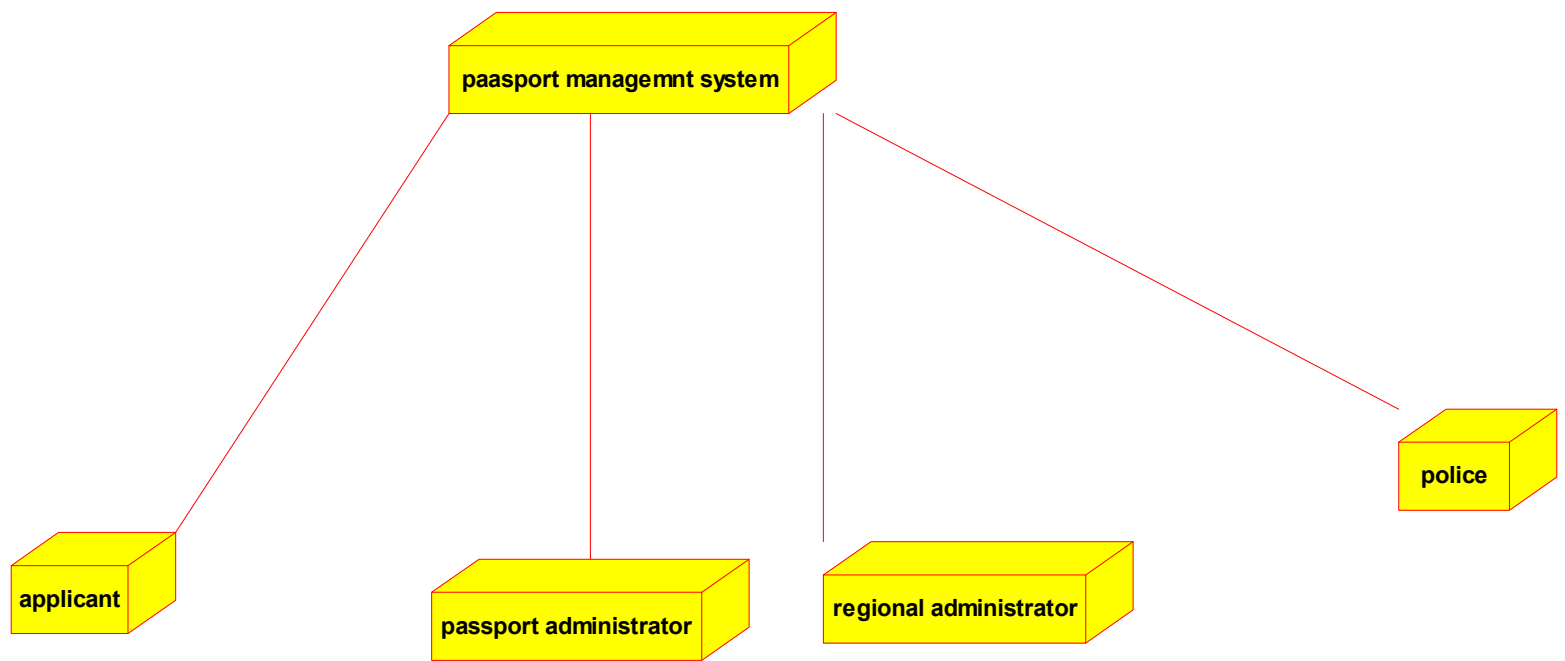 paasport managemnt system
police
applicant
passport administrator
regional administrator